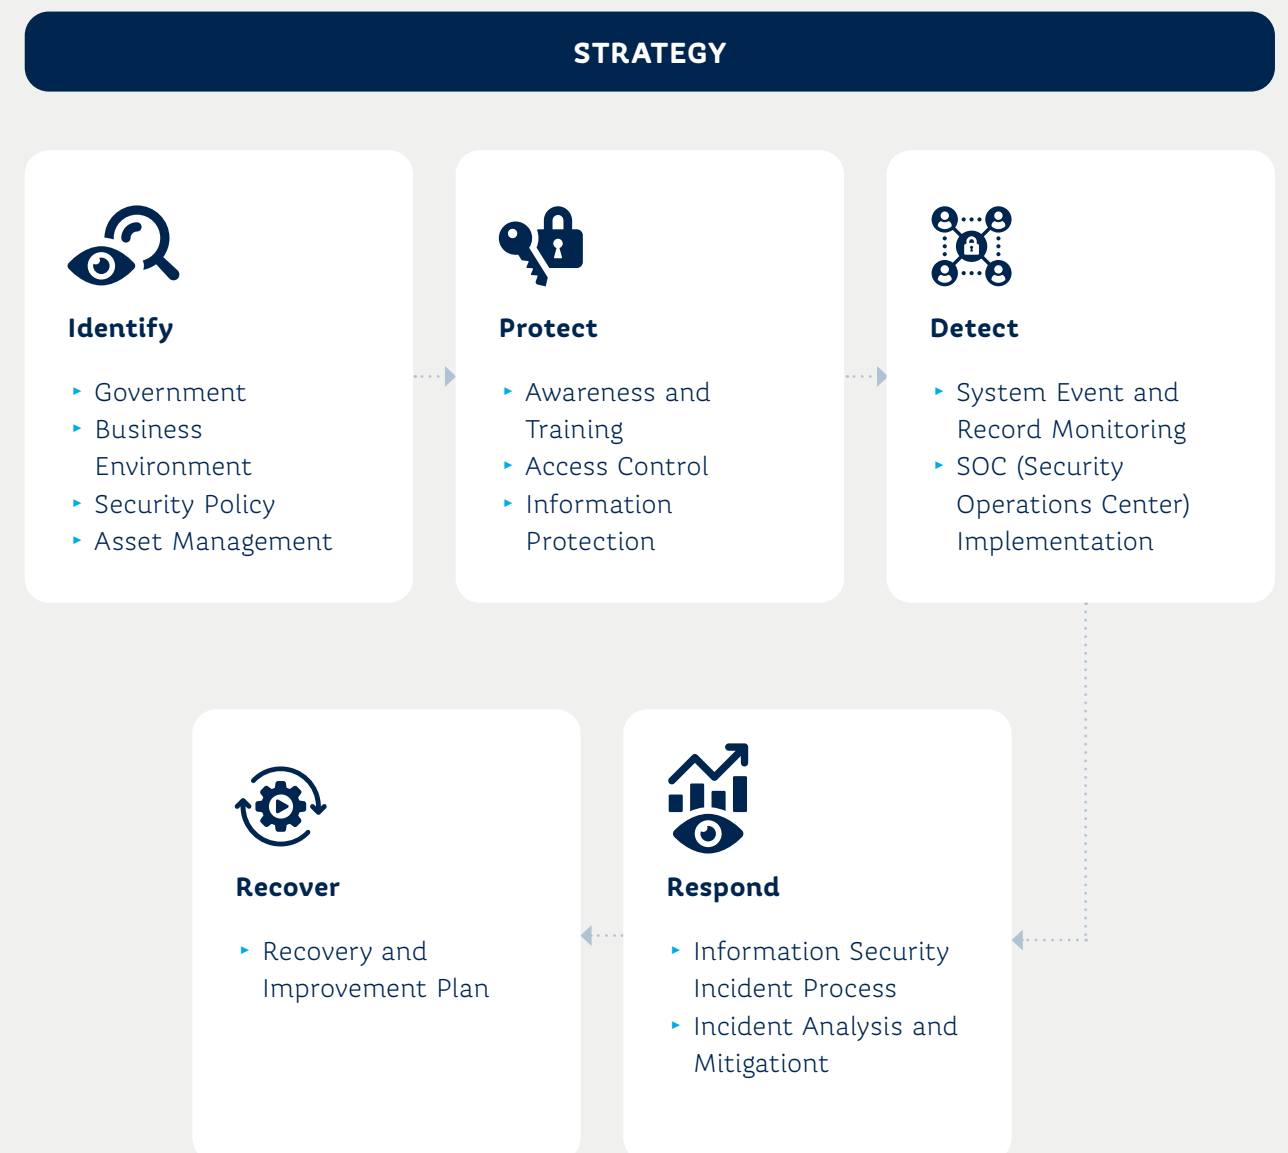 STRATEGY
Identify
Government
Business
Environment
Security Policy
Asset Management
Protect
Awareness and
Training
Access Control
Information
Protection
Detect
System Event and
Record Monitoring
SOC (Security
Operations Center)
Implementation
Respond
Information Security
Incident Process
Incident Analysis and
Mitigationt
Recover
Recovery and
Improvement Plan